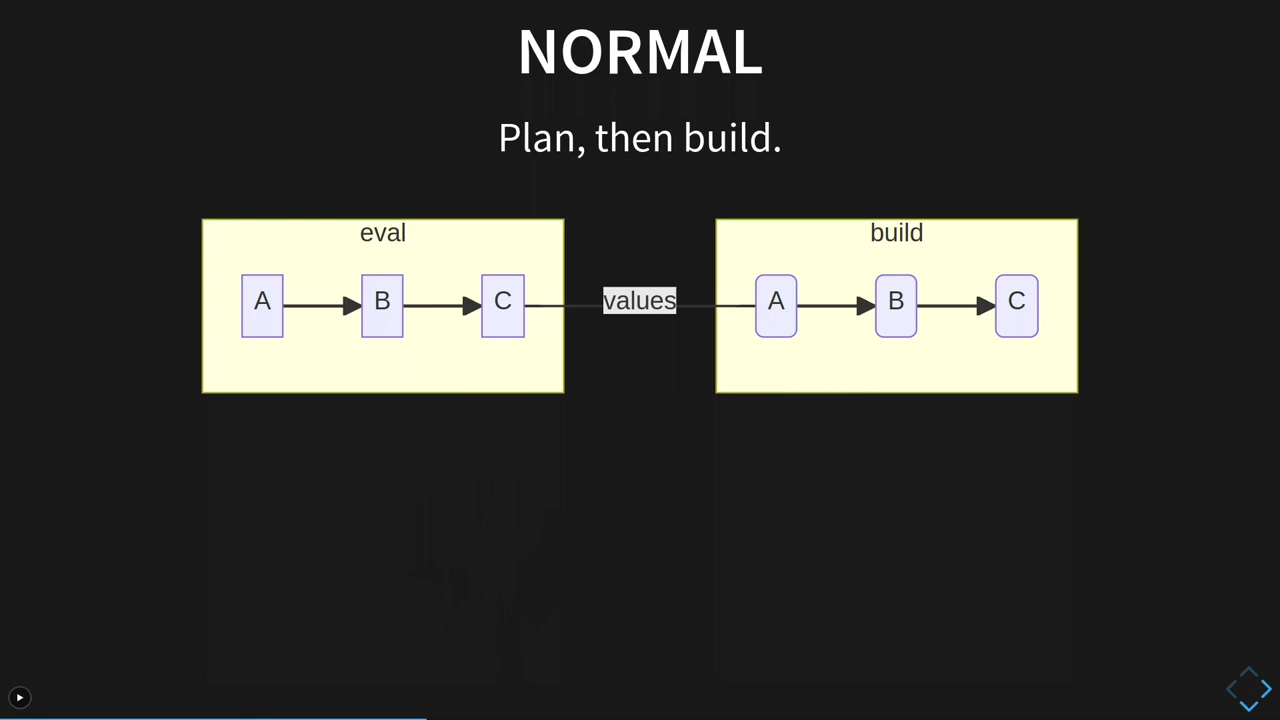 NORMAL
Plan, then build.
eval
build
A
B
C
values
A
B
C